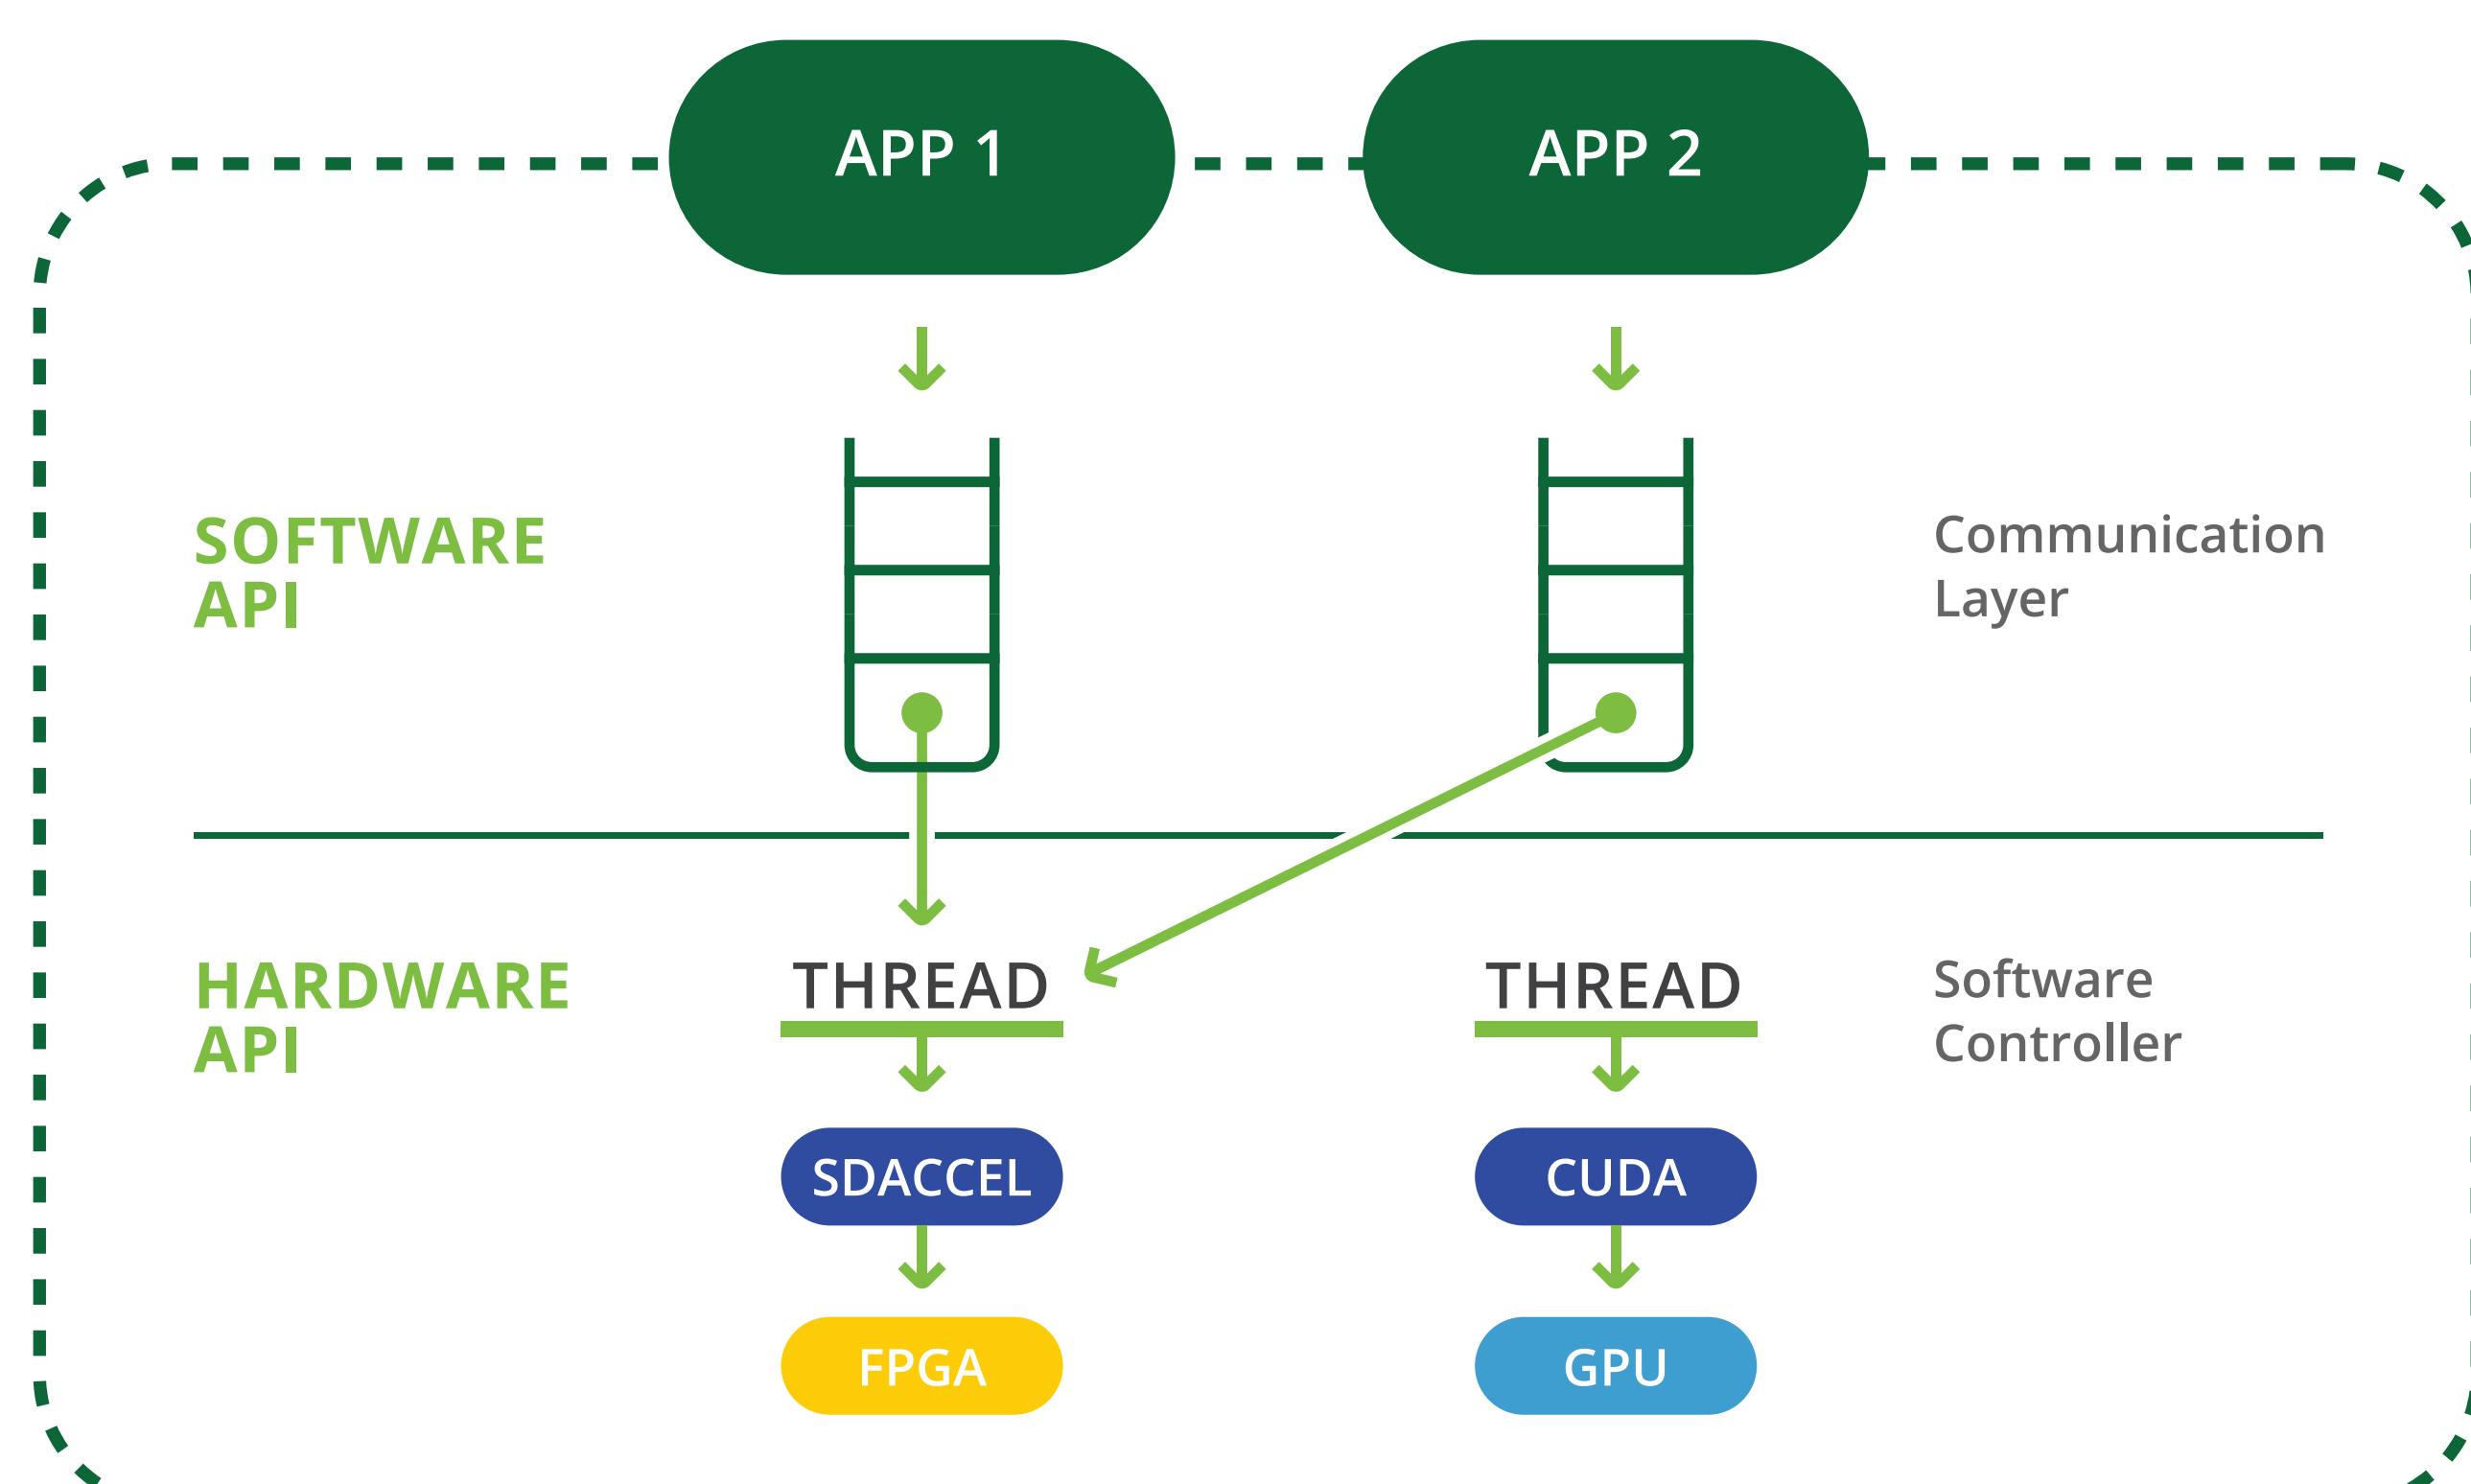 APP 1
APP 2
SOFTWARE
API
Communication
Layer
HARDWARE
API
THREAD
THREAD
Software
Controller
SDACCEL
CUDA
FPGA
GPU